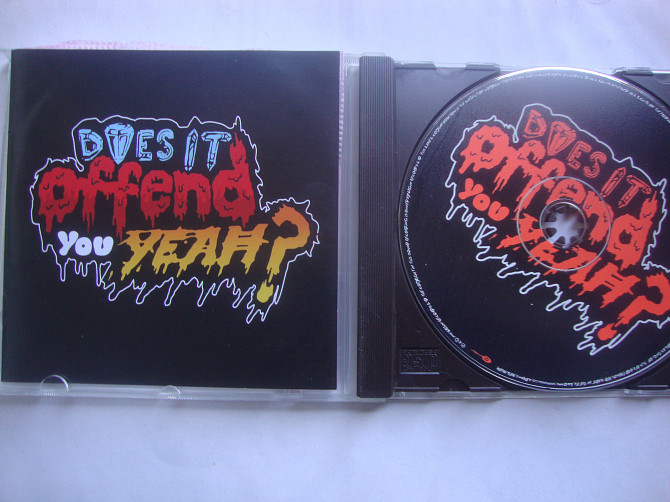 DOES IT
offend
you YEAH?
DOES IT
offend
you
YEAH?